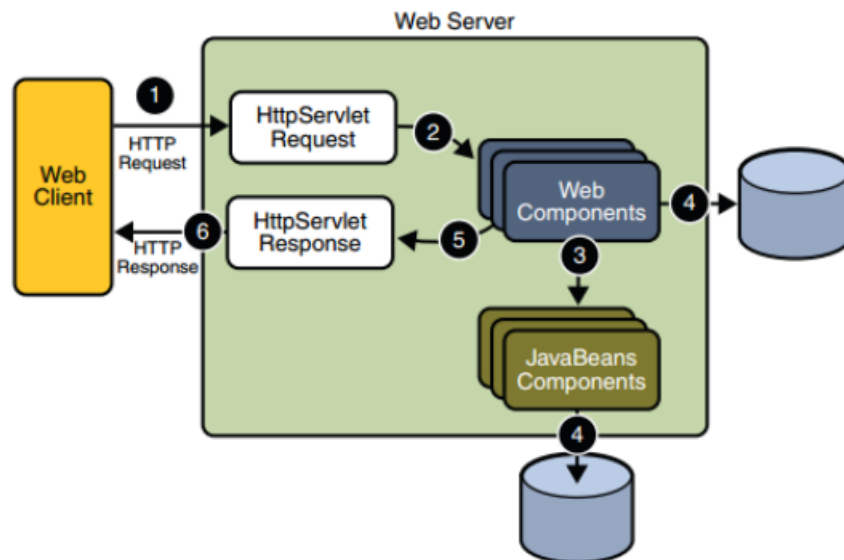 Web Server
1
HTTP
Request
HttpServlet
Request
2
Web
Client
Web
Components
4
6
HTTP
Response
HttpServlet
Response
5
3
JavaBeans
Components
4